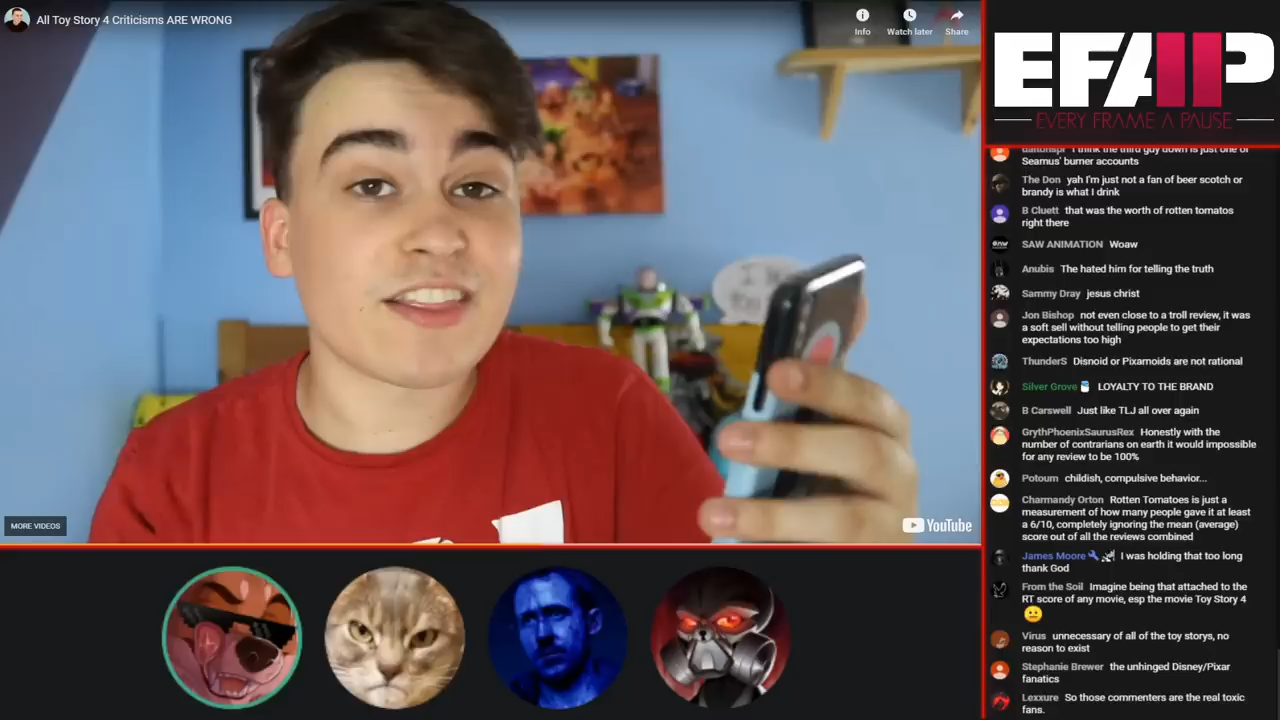 All Toy Story 4 Criticisms ARE WRONG
Info
Watch later
Share
MORE VIDEOS
YouTube
EFAP
EVERY FRAME A PAUSE
daltonspr I think the third guy down is just one of
Seamus' burner accounts
The Don yah I'm just not a fan of beer scotch or
brandy is what I drink
B Cluett that was the worth of rotten tomatos
right there
SAW ANIMATION Woaw
Anubis The hated him for telling the truth
Sammy Dray jesus christ
Jon Bishop not even close to a troll review, it was
a soft sell without telling people to get their
expectations too high
ThunderS Disnoid or Pixarnoids are not rational
Silver Grove LOYALTY TO THE BRAND
B Carswell Just like TLJ all over again
GrythPhoenixSaurusRex Honestly with the
number of contrarians on earth it would impossible
for any review to be 100%
Potoum childish, compulsive behavior...
Charmandy Orton Rotten Tomatoes is just a
measurement of how many people gave it at least
a 6/10, completely ignoring the mean (average)
score out of all the reviews combined
James Moore I was holding that too long
thank God
From the Soil Imagine being that attached to the
RT score of any movie, esp the movie Toy Story 4
Virus unnecessary of all of the toy storys, no
reason to exist
Stephanie Brewer the unhinged Disney/Pixar
fanatics
Lexxure So those commenters are the real toxic
fans.